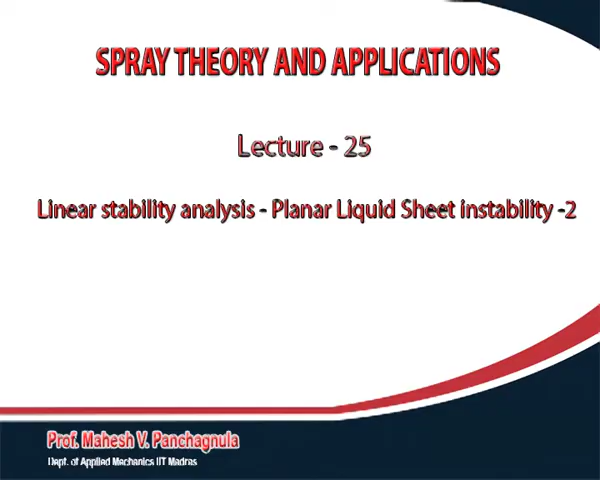 SPRAY THEORY AND APPLICATIONS
Lecture - 25
Linear stability analysis - Planar Liquid Sheet instability -2
Prof. Mahesh V. Panchagnula
Dept. of Applied Mechanics IIT Madras